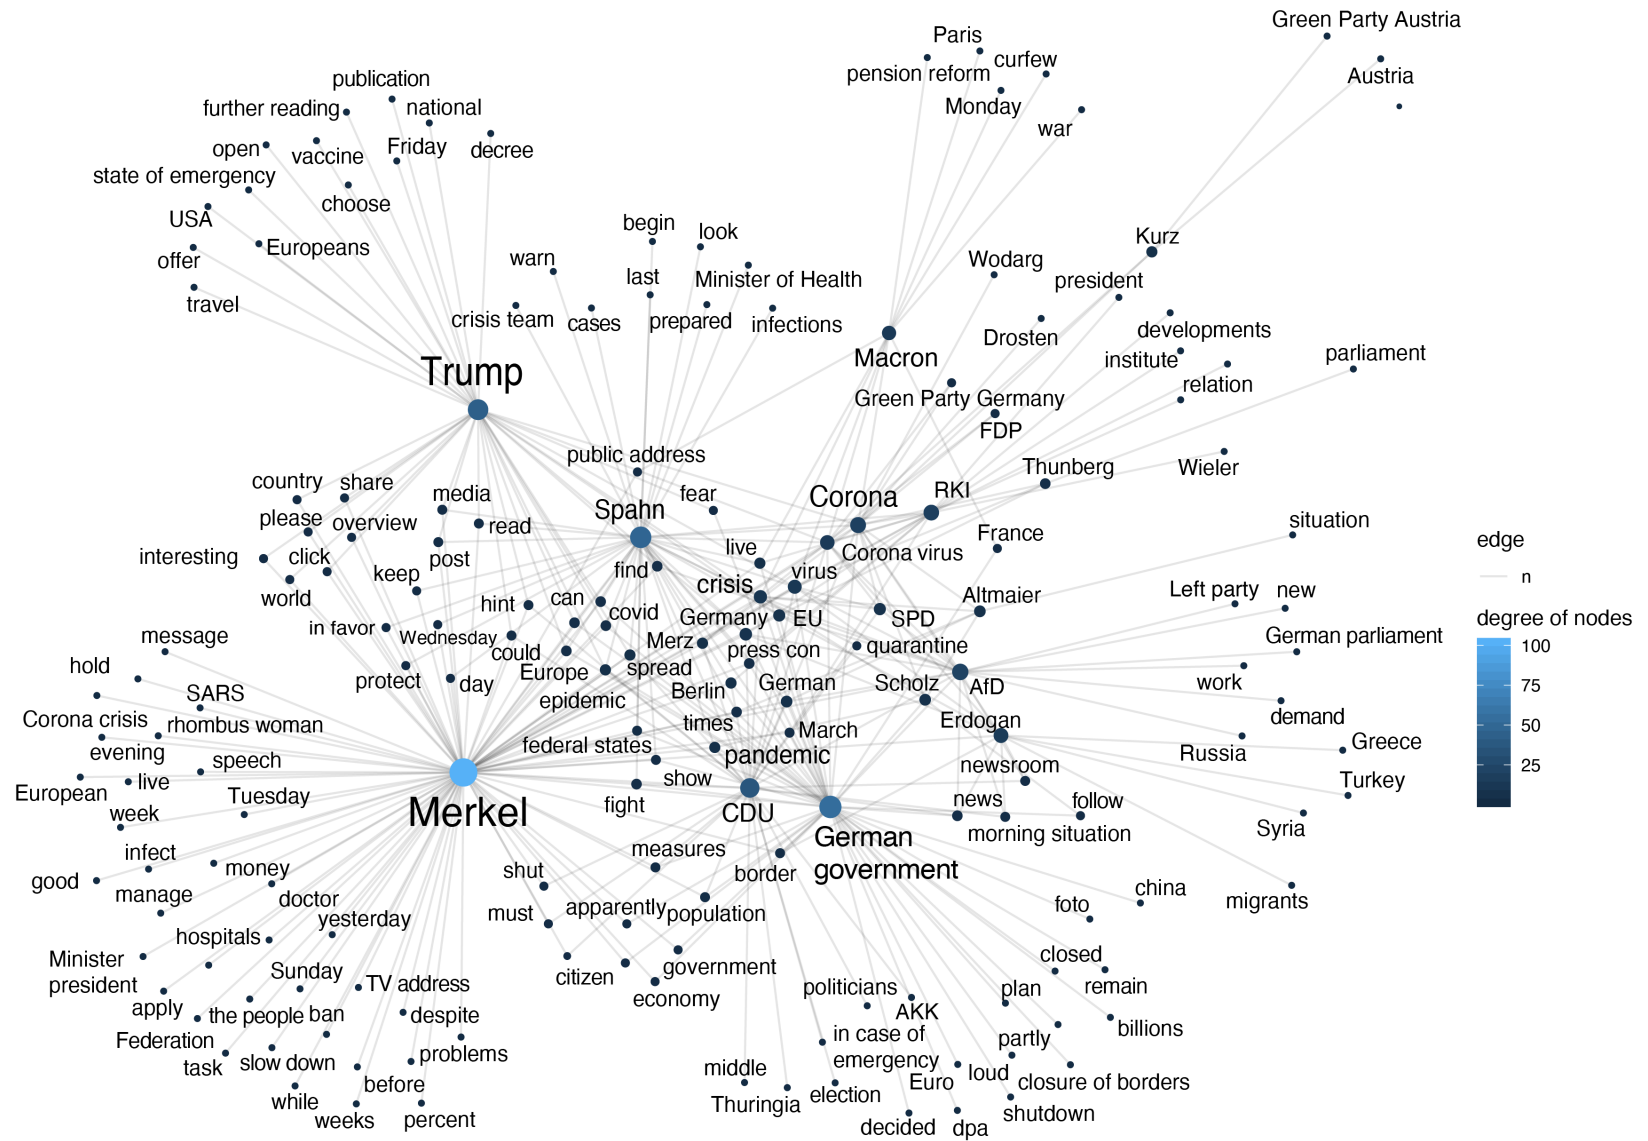 Green Party Austria
Paris
curfew
pension reform
Austria
Monday
war
publication
further reading
national
open
vaccine
Friday
decree
state of emergency
choose
USA
Europeans
offer
travel
begin
look
warn
last
Minister of Health
crisis team
cases
prepared
infections
Kurz
Wodarg
president
Drosten
developments
institute
parliament
relation
Trump
Macron
Green Party
Germany
FDP
public address
Thunberg
Wieler
country
share
media
fear
Spahn
Corona
RKI
please
overview
read
situation
interesting
click
post
live
Corona virus
France
keep
find
virus
world
crisis
Altmaier
Left party
new
hint
can
covid
Germany
EU
SPD
in favor
Wednesday
could
Merz
press con
quarantine
German parliament
message
protect
day
Europe
spread
Berlin
German
Scholz
AfD
work
hold
SARS
epidemic
times
March
Erdogan
demand
Corona crisis
rhombus woman
federal states
pandemic
Russia
Greece
evening
speech
show
newsroom
Turkey
European
live
Tuesday
fight
CDU
news
follow
week
Merkel
morning situation
Syria
German
government
infect
money
shut
measures
border
good
manage
doctor
yesterday
must
apparently
population
china
migrants
foto
hospitals
Minister
president
Sunday
TV address
citizen
government
closed
remain
apply
the people
ban
despite
economy
politicians
AKK
plan
billions
Federation
task
slow down
problems
in case of
emergency
partly
before
middle
Euro
loud
closure of borders
while
weeks
percent
Thuringia
election
decided
dpa
shutdown
edge
n
degree of nodes
100
75
50
25